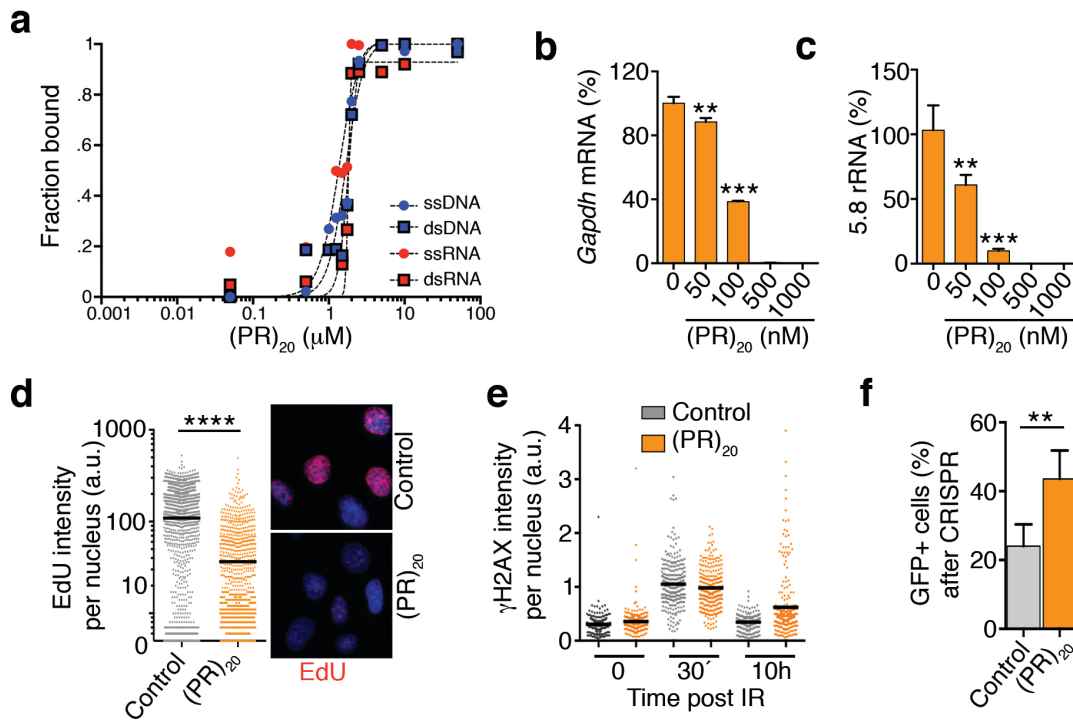 a
Fraction bound
1
.8
.6
.4
.2
0
0.001 0.01 0.1 1 10 100
(PR)20 (μM)
ssDNA
dsDNA
ssRNA
dsRNA
b
Gapdh mRNA (%)
120
80
40
0
**
***
0 50 100 500 1000
(PR)20 (nM)
c
5.8 rRNA (%)
150
100
50
0
**
***
0 50 100 500 1000
(PR)20 (nM)
d
EdU intensity
per nucleus (a.u.)
1000
100
10
0
****
Control (PR)20
Control
(PR)20
EdU
e
γH2AX intensity
per nucleus (a.u.)
Control
(PR)20
4
3
2
1
0
0 30´ 10h
Time post IR
f
GFP+ cells (%)
after CRISPR
60
40
20
0
**
Control
(PR)20